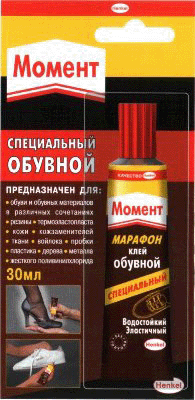 Henkel
Момент
СПЕЦИАЛЬНЫЙ
ОБУВНОЙ
КАЧЕСТВО Henkel
ПРЕДНАЗНАЧЕН ДЛЯ:
• обуви и обувных материалов
в различных сочетаниях
• резины • термоэластопласта
• кожи • кожзаменителей
• ткани • войлока • пробки
• пластика • дерева • металла
• жесткого поливинилхлорида
30мл
Момент
МАРАФОН
КЛЕЙ
ОБУВНОЙ
СПЕЦИАЛЬНЫЙ
Водостойкий
Эластичный
Henkel
Henkel